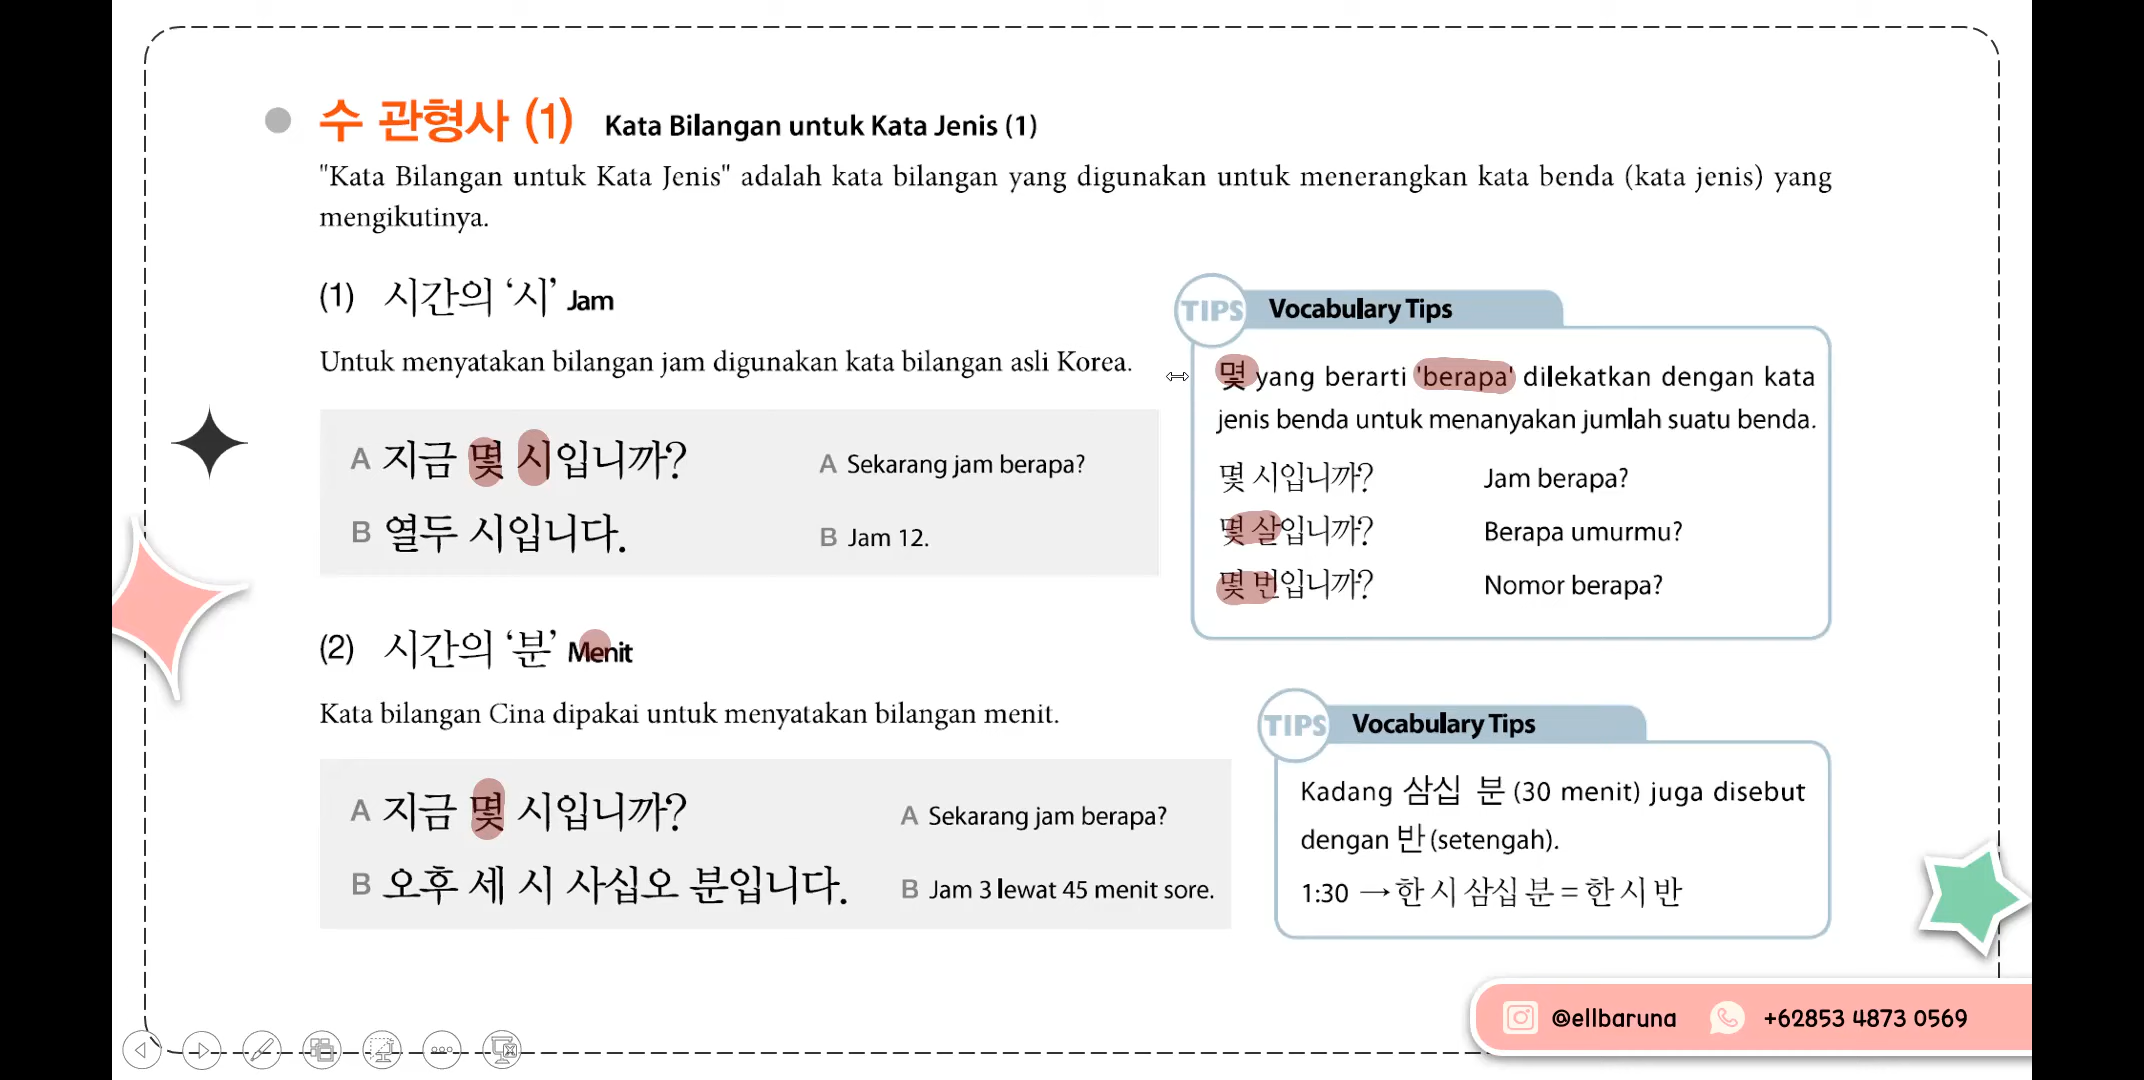 수 관형사 (1) Kata Bilangan untuk Kata Jenis (1)
"Kata Bilangan untuk Kata Jenis" adalah kata bilangan yang digunakan untuk menerangkan kata benda (kata jenis) yang
mengikutinya.
(1) 시간의 ‘시’ Jam
Untuk menyatakan bilangan jam digunakan kata bilangan asli Korea.
A 지금 몇 시입니까? A Sekarang jam berapa?
B 열두 시입니다. B Jam 12.
TIPS Vocabulary Tips
몇 yang berarti 'berapa' dilekatkan dengan kata
jenis benda untuk menanyakan jumlah suatu benda.
몇 시입니까? Jam berapa?
몇 살입니까? Berapa umurmu?
몇 번입니까? Nomor berapa?
(2) 시간의 ‘분’ Menit
Kata bilangan Cina dipakai untuk menyatakan bilangan menit.
A 지금 몇 시입니까? A Sekarang jam berapa?
B 오후 세 시 사십오 분입니다. B Jam 3 lewat 45 menit sore.
TIPS Vocabulary Tips
Kadang 삼십 분 (30 menit) juga disebut
dengan 반 (setengah).
1:30 → 한 시 삼십 분 = 한 시 반
@ellbaruna +62853 4873 0569